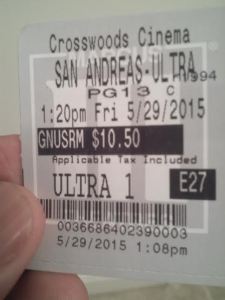 Crosswoods Cinema
SAN ANDREAS-ULTRA
1994
PG13 C
1:20pm Fri 5/29/2015
GNUSRM $10.50
Applicable Tax Included
ULTRA 1 E27
0036686402390003
5/29/2015 1:08pm